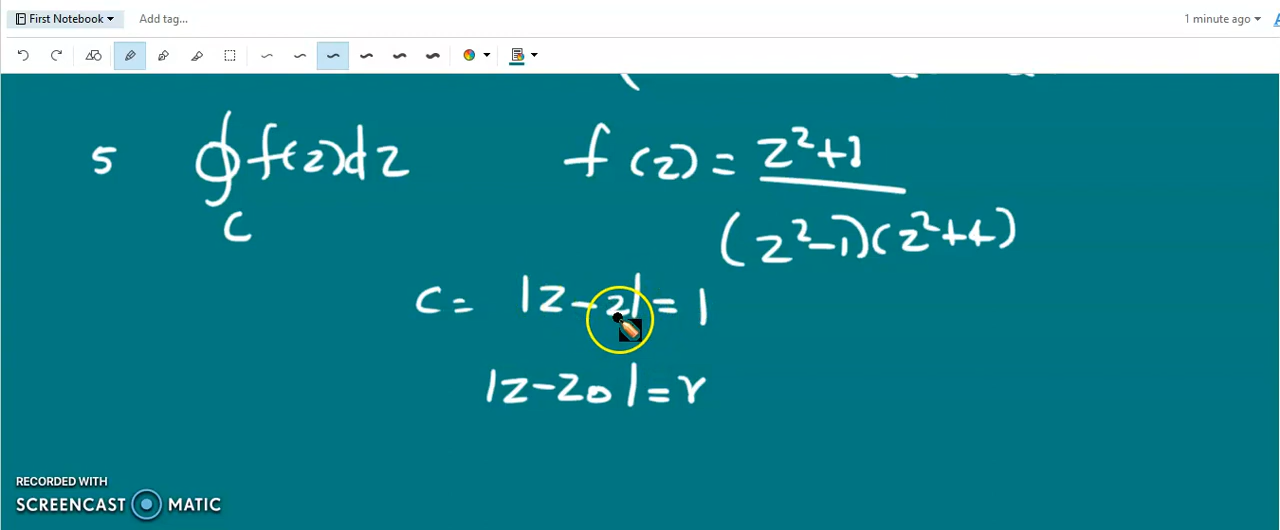 First Notebook Add tag... 1 minute ago
5 ∮ f(z)dz f(z) = z²+1
C (z²-1)(z²+4)
C = |z-2| = 1
|z-z0| = r
RECORDED WITH
SCREENCAST MATIC